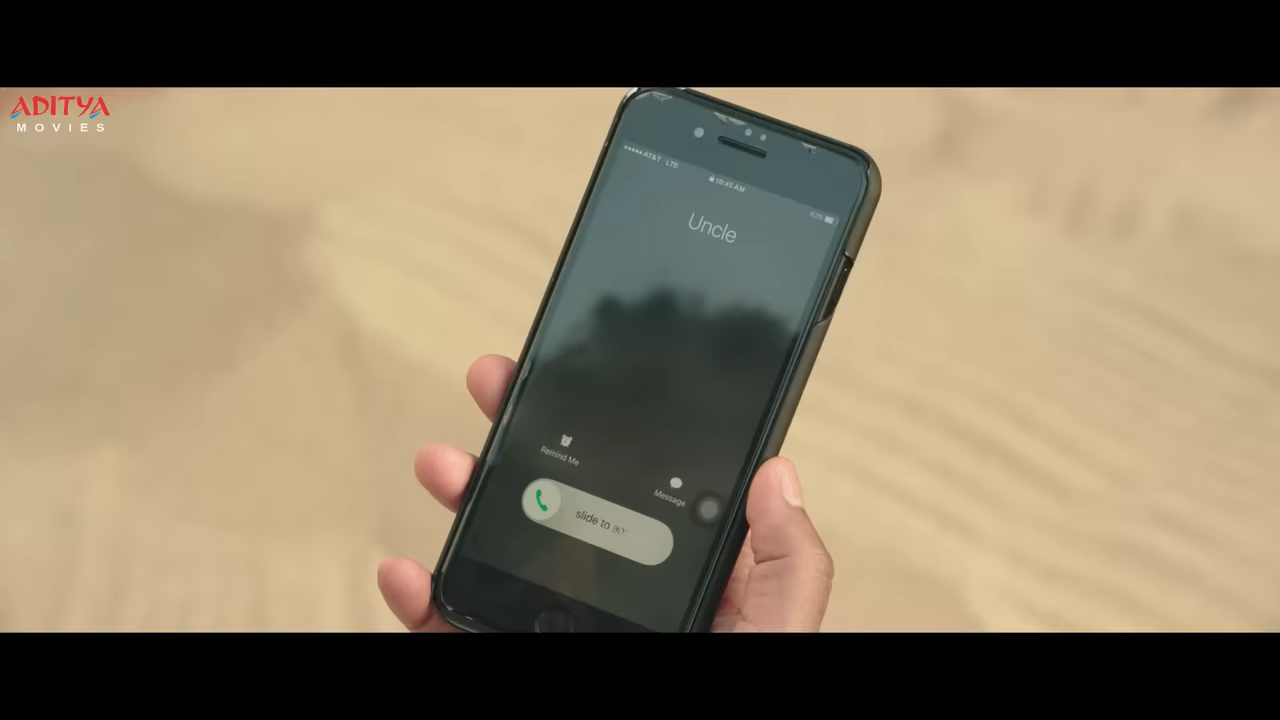 ADITYA
MOVIES
AT&T LTE
10:45 AM
Uncle
Remind Me
Message
slide to